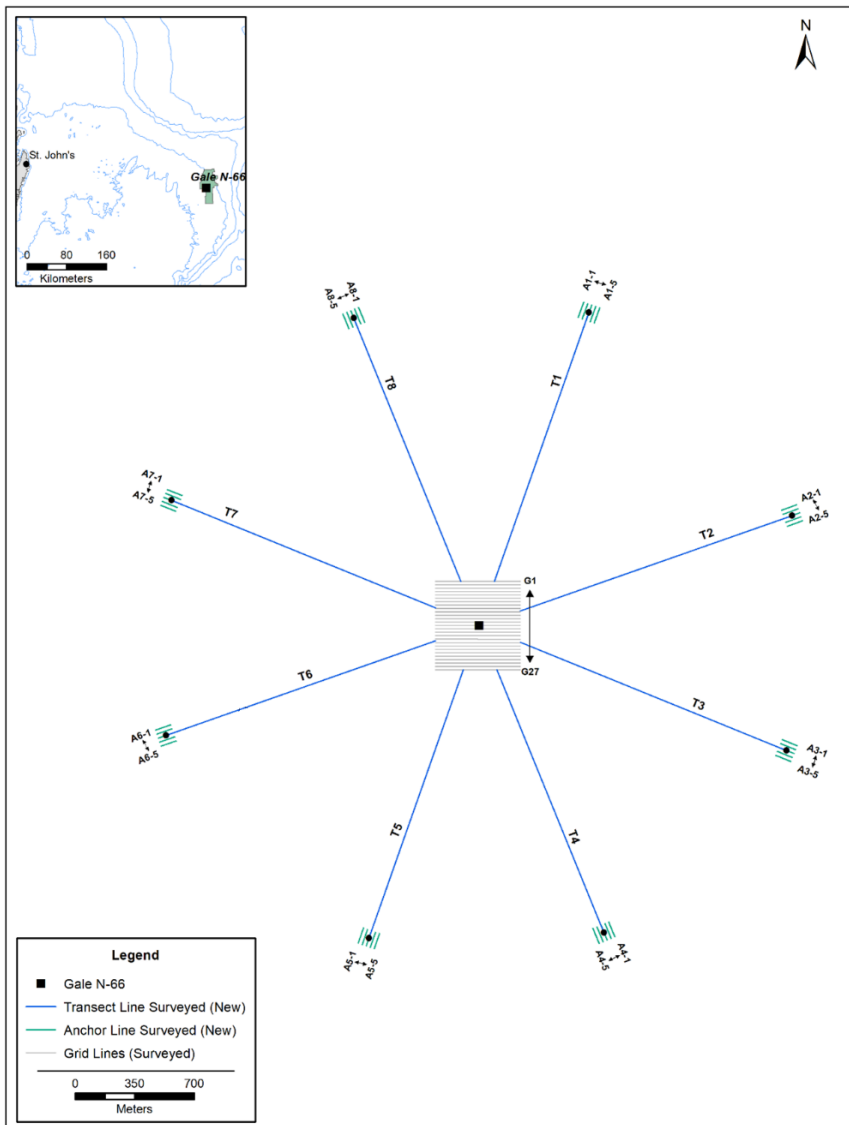 N
St. John's
Gale N-66
0 80 160
Kilometers
A8-1
A8-5
A1-1
A1-5
T8
T1
A7-1
A7-5
T7
A2-1
A2-5
T2
G1
G27
T6
A6-1
A6-5
T3
A3-1
A3-5
T5
T4
A5-1
A5-5
A4-1
A4-5
Legend
Gale N-66
Transect Line Surveyed (New)
Anchor Line Surveyed (New)
Grid Lines (Surveyed)
0 350 700
Meters